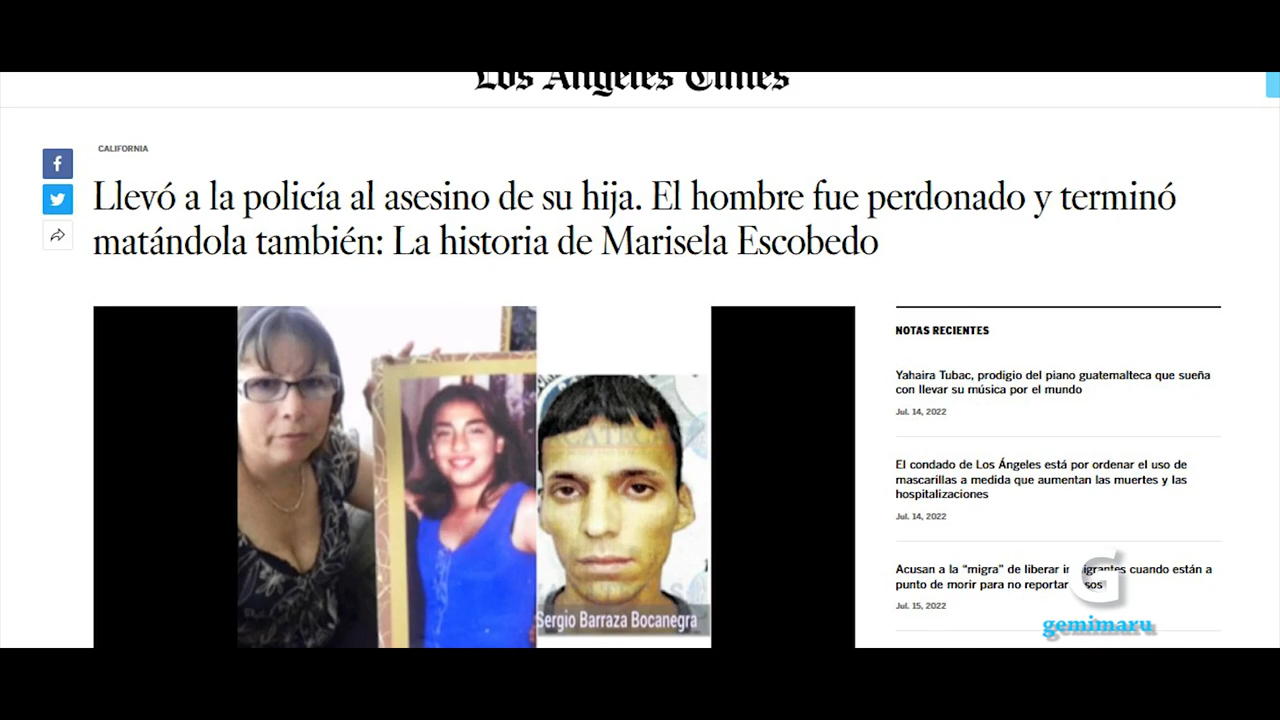 Los Angeles Times
CALIFORNIA
Llevó a la policía al asesino de su hija. El hombre fue perdonado y terminó
matándola también: La historia de Marisela Escobedo
Sergio Barraza Bocanegra
NOTAS RECIENTES
Yahaira Tubac, prodigio del piano guatemalteca que sueña
con llevar su música por el mundo
Jul. 14, 2022
El condado de Los Ángeles está por ordenar el uso de
mascarillas a medida que aumentan las muertes y las
hospitalizaciones
Jul. 14, 2022
Acusan a la “migra” de liberar inmigrantes cuando están a
punto de morir para no reportar
Jul. 15, 2022
G
gemimaru